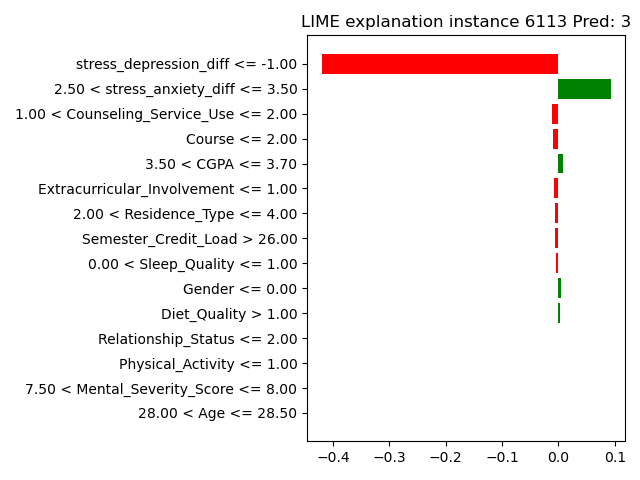 LIME explanation instance 6113 Pred: 3
stress_depression_diff <= -1.00
2.50 < stress_anxiety_diff <= 3.50
1.00 < Counseling_Service_Use <= 2.00
Course <= 2.00
3.50 < CGPA <= 3.70
Extracurricular_Involvement <= 1.00
2.00 < Residence_Type <= 4.00
Semester_Credit_Load > 26.00
0.00 < Sleep_Quality <= 1.00
Gender <= 0.00
Diet_Quality > 1.00
Relationship_Status <= 2.00
Physical_Activity <= 1.00
7.50 < Mental_Severity_Score <= 8.00
28.00 < Age <= 28.50
−0.4 −0.3 −0.2 −0.1 0.0 0.1